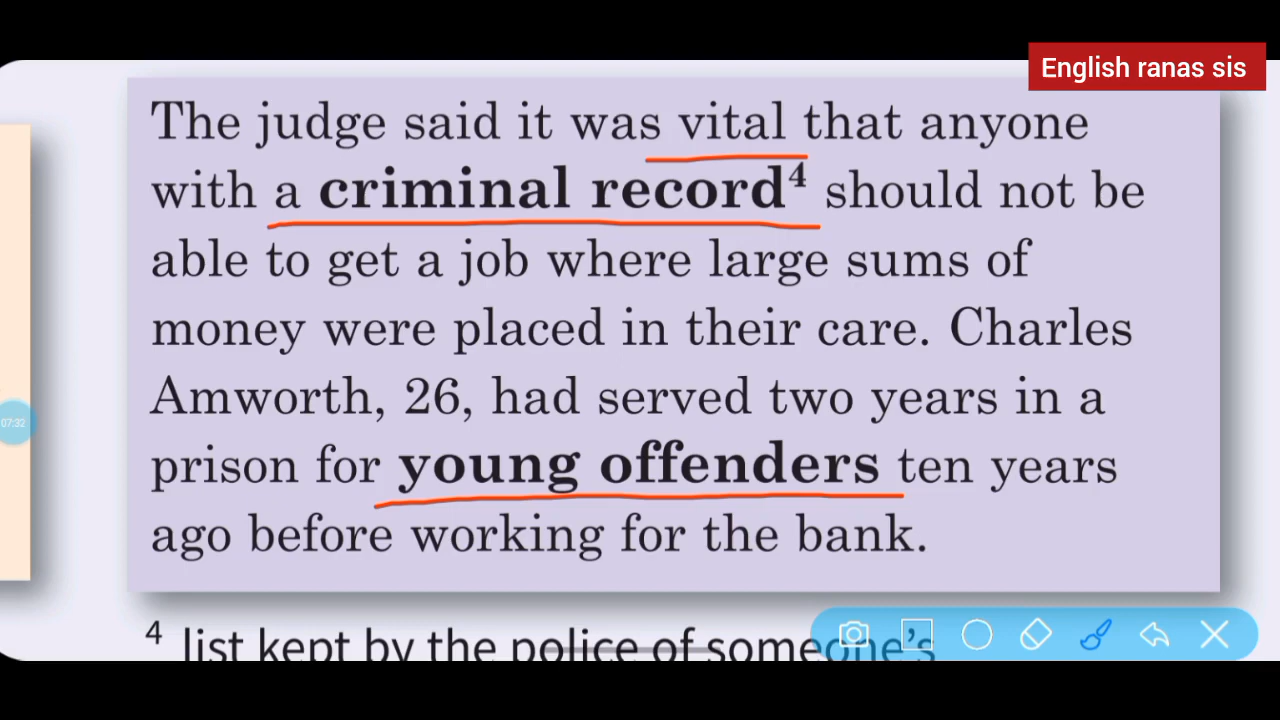 English ranas sis
The judge said it was vital that anyone
with a criminal record⁴ should not be
able to get a job where large sums of
money were placed in their care. Charles
Amworth, 26, had served two years in a
prison for young offenders ten years
ago before working for the bank.
07:32
⁴ list kept by the police of someone's